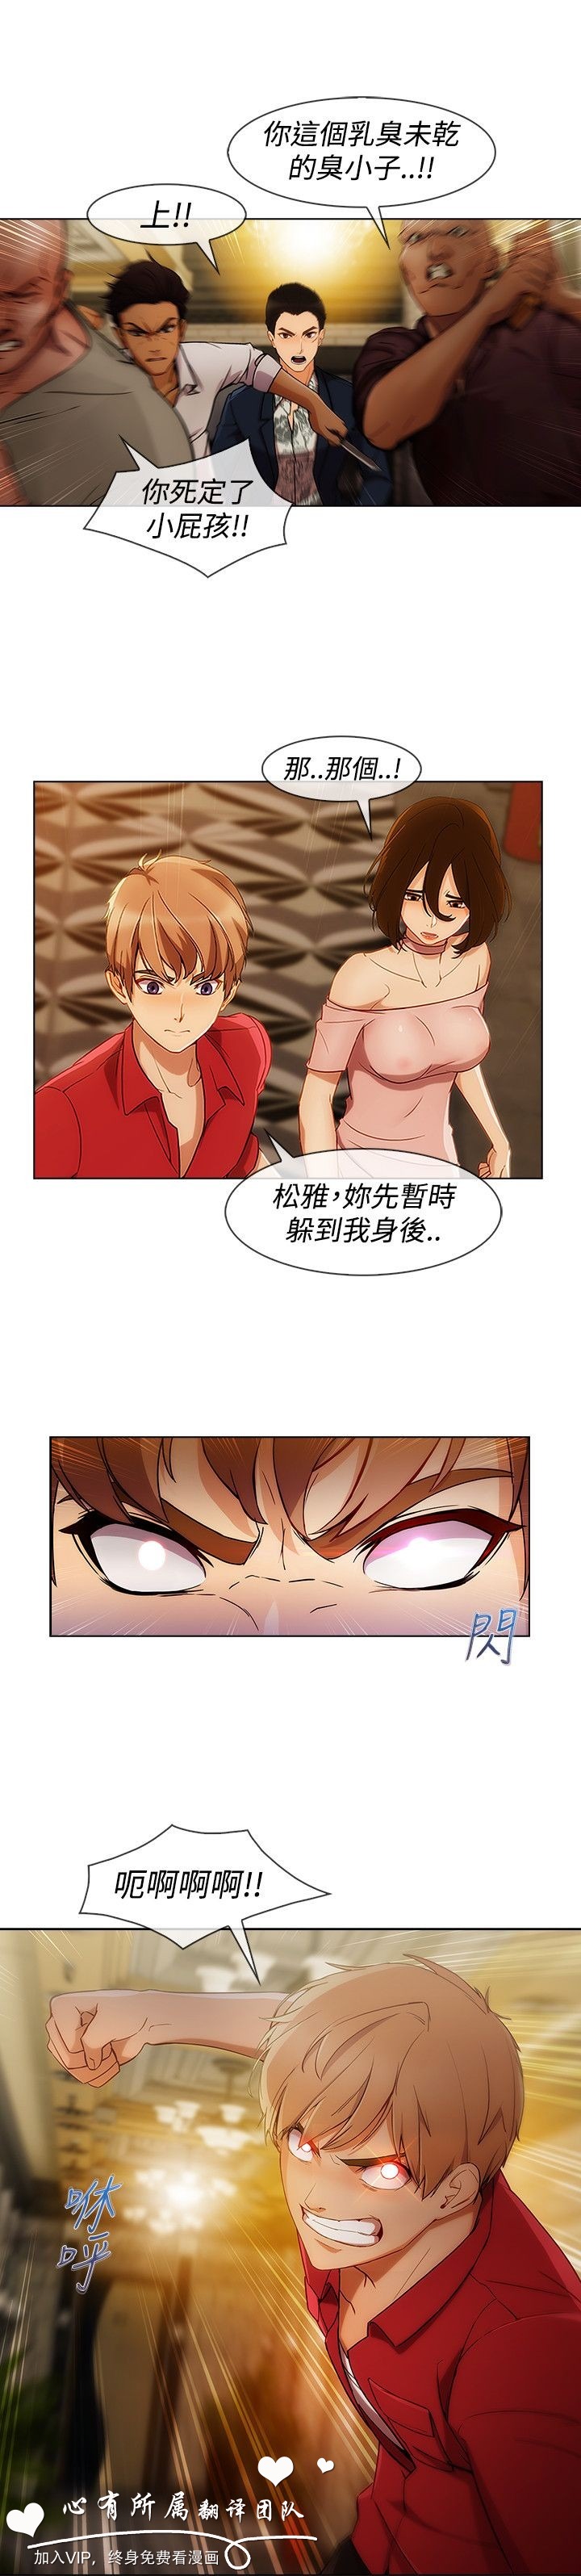 你這個乳臭未乾
的臭小子..!!
上!!
你死定了
小屁孩!!
那..那個..!
松雅，妳先暫時
躲到我身後..
閃
呃啊啊啊!!
咻
呼
心有所属翻译团队
加入VIP，终身免费看漫画